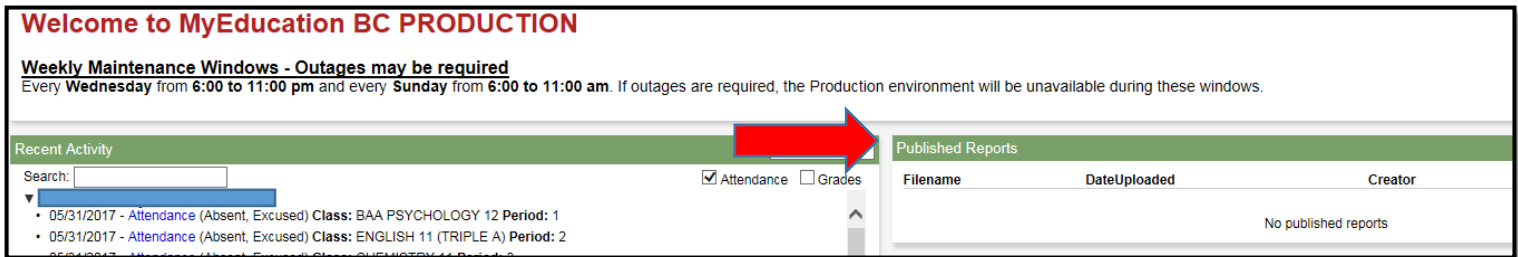 Welcome to MyEducation BC PRODUCTION
Weekly Maintenance Windows - Outages may be required
Every Wednesday from 6:00 to 11:00 pm and every Sunday from 6:00 to 11:00 am. If outages are required, the Production environment will be unavailable during these windows.
Recent Activity
Search:
Attendance Grades
• 05/31/2017 - Attendance (Absent, Excused) Class: BAA PSYCHOLOGY 12 Period: 1
• 05/31/2017 - Attendance (Absent, Excused) Class: ENGLISH 11 (TRIPLE A) Period: 2
Published Reports
Filename DateUploaded Creator
No published reports